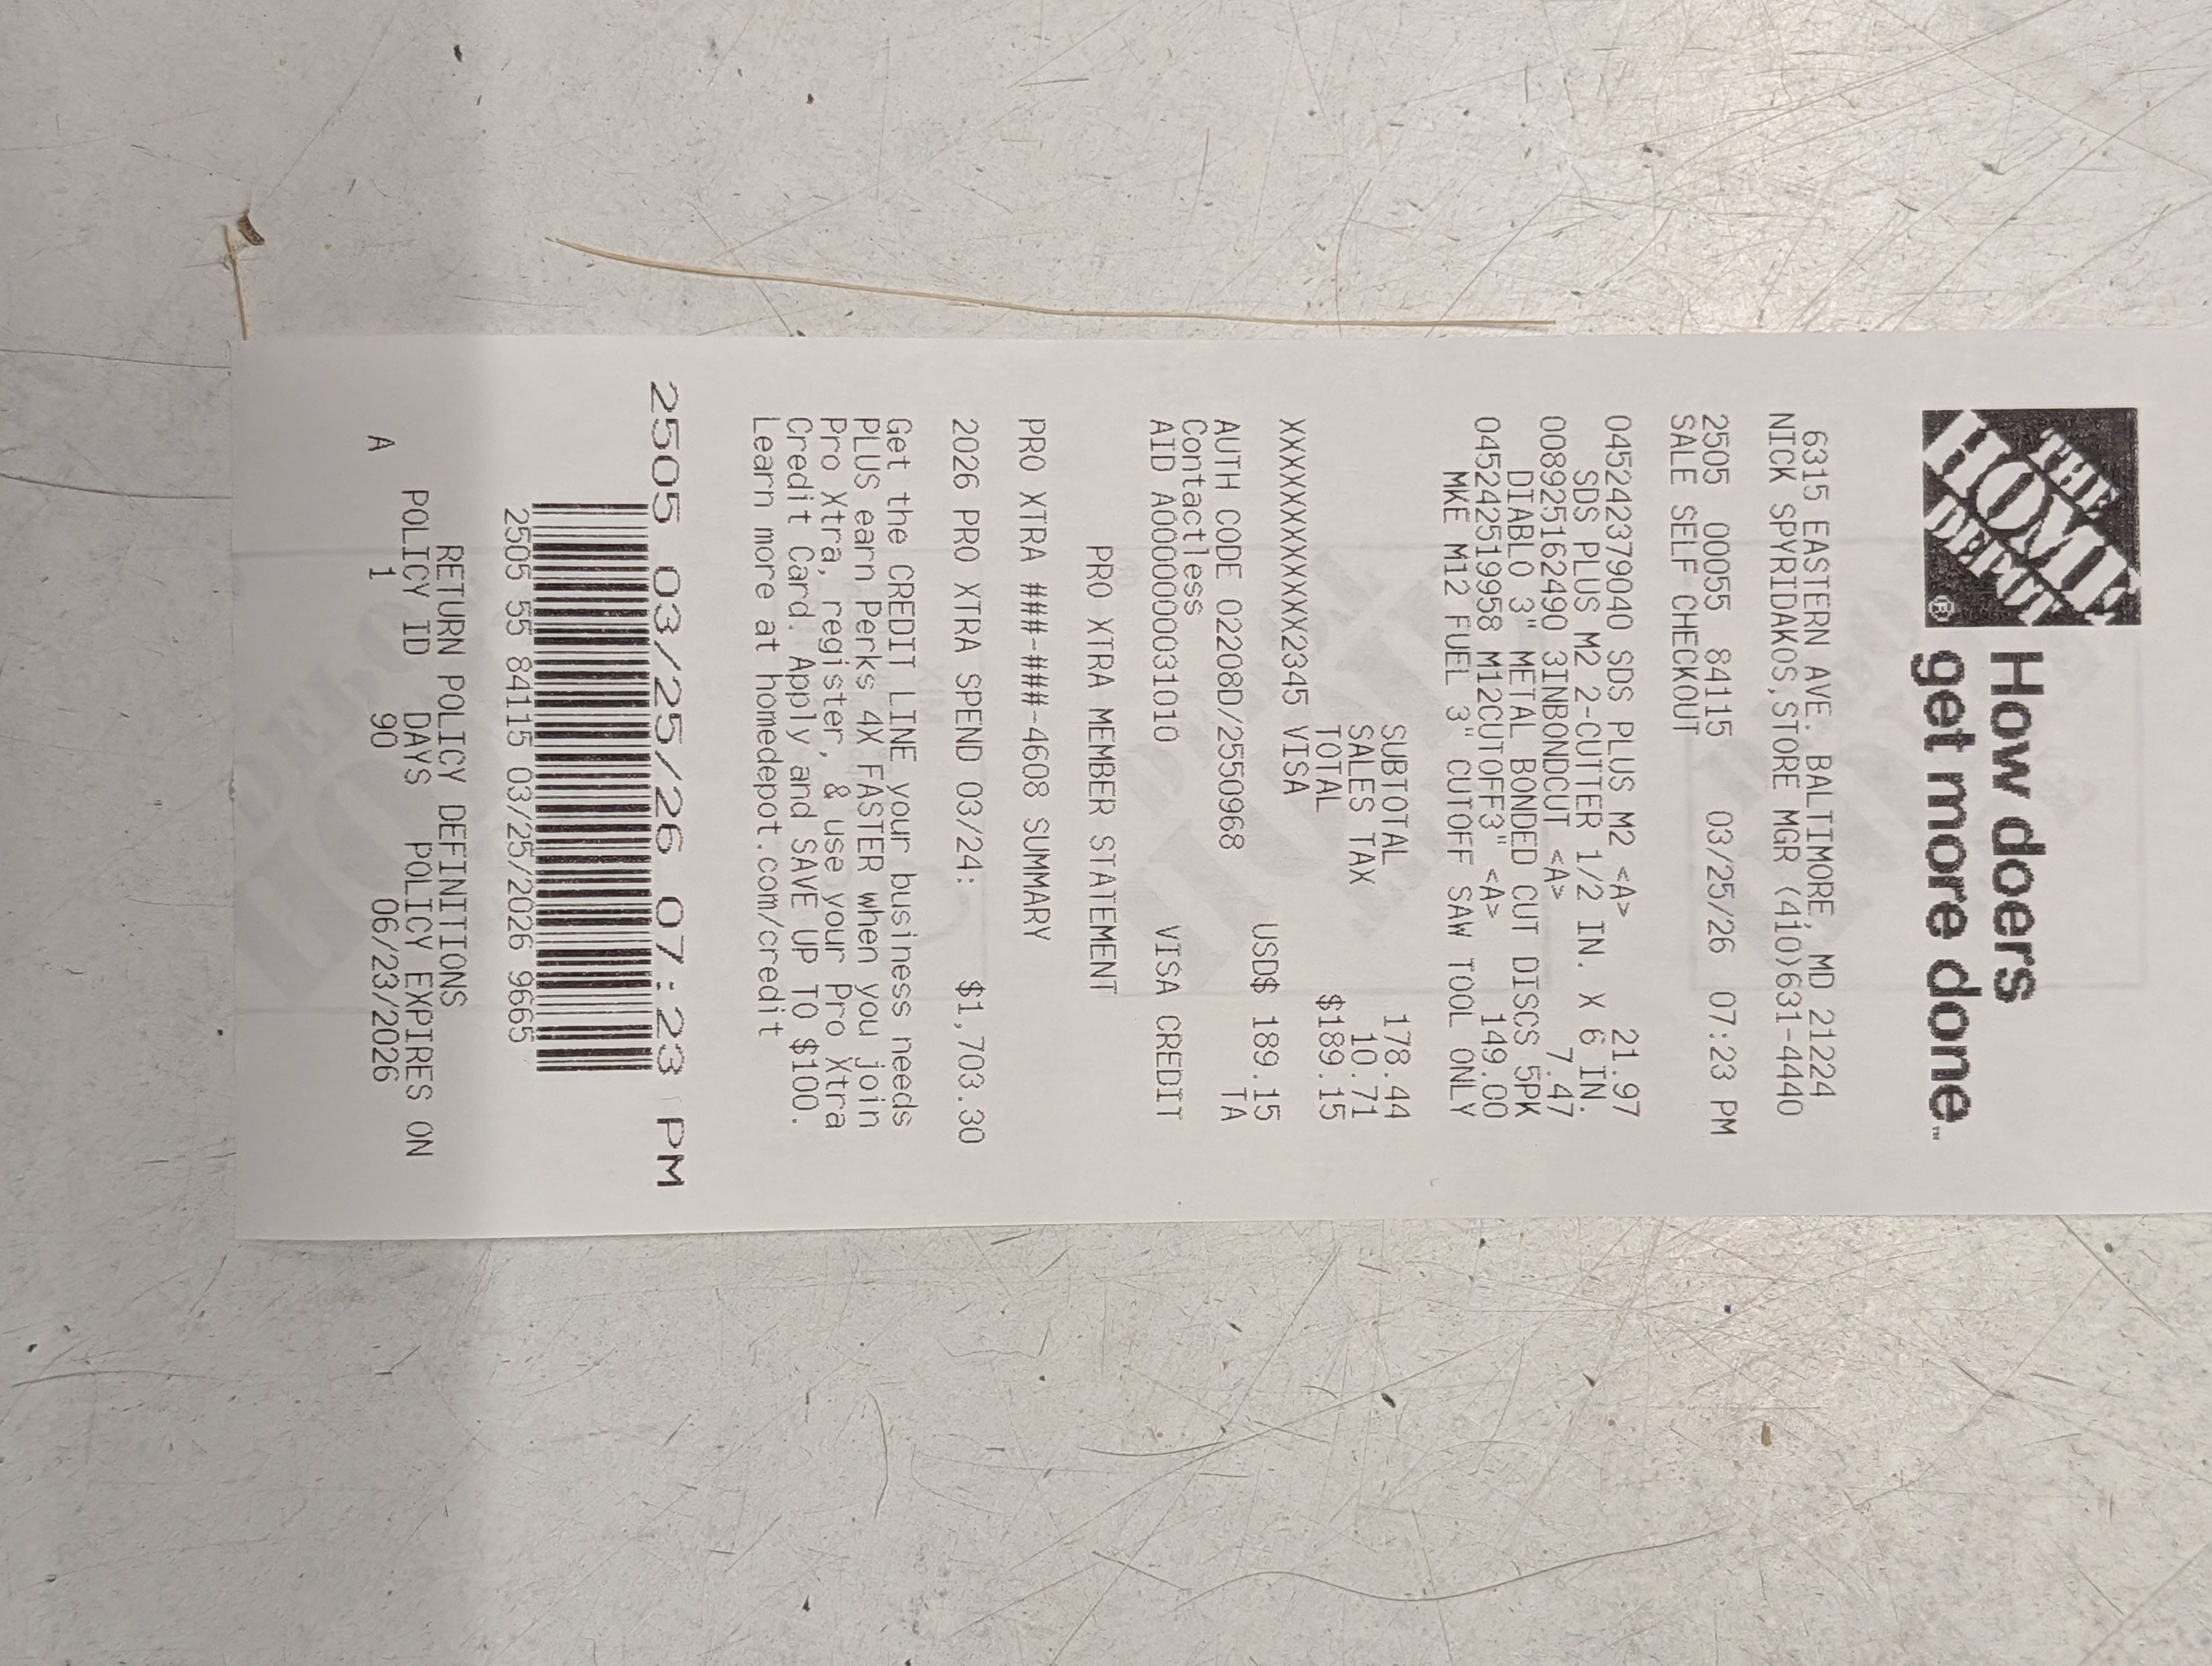 THE
HOME
DEPOT
®
How doers
get more done™
6315 EASTERN AVE. BALTIMORE, MD 21224
NICK SPYRIDAKOS,STORE MGR (410)631-4440
2505 00055 84115 03/25/26 07:23 PM
SALE SELF CHECKOUT
045242379040 SDS PLUS M2 <A> 21.97
SDS PLUS M2 2-CUTTER 1/2 IN. X 6 IN.
008925162490 3INBONDCUT <A> 7.47
DIABLO 3" METAL BONDED CUT DISCS 5PK
045242519958 M12CUTOFF3" <A> 149.00
MKE M12 FUEL 3" CUTOFF SAW TOOL ONLY
SUBTOTAL 178.44
SALES TAX 10.71
TOTAL $189.15
XXXXXXXXXXXX2345 VISA
USD$ 189.15
AUTH CODE 02208D/2550968 TA
Contactless
AID A0000000031010 VISA CREDIT
PRO XTRA MEMBER STATEMENT
PRO XTRA ###-###-4608 SUMMARY
2026 PRO XTRA SPEND 03/24: $1,703.30
Get the CREDIT LINE your business needs
PLUS earn Perks 4X FASTER when you join
Pro Xtra, register, & use your Pro Xtra
Credit Card. Apply and SAVE UP TO $100.
Learn more at homedepot.com/credit
2505 03/25/26 07:23 PM
2505 55 84115 03/25/2026 9665
RETURN POLICY DEFINITIONS
POLICY ID DAYS POLICY EXPIRES ON
A 1 90 06/23/2026